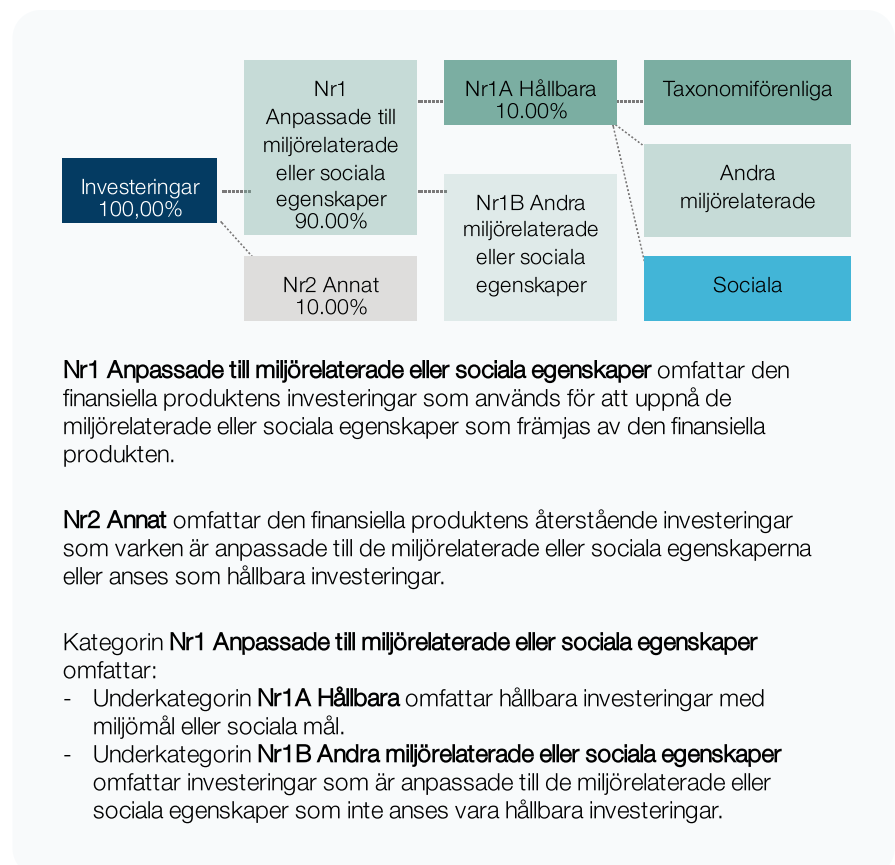 Investeringar
100,00%
Nr1
Anpassade till
miljörelaterade
eller sociala
egenskaper
90.00%
Nr2 Annat
10.00%
Nr1A Hållbara
10.00%
Nr1B Andra
miljörelaterade
eller sociala
egenskaper
Taxonomiförenliga
Andra
miljörelaterade
Sociala
Nr1 Anpassade till miljörelaterade eller sociala egenskaper omfattar den
finansiella produktens investeringar som används för att uppnå de
miljörelaterade eller sociala egenskaper som främjas av den finansiella
produkten.
Nr2 Annat omfattar den finansiella produktens återstående investeringar
som varken är anpassade till de miljörelaterade eller sociala egenskaperna
eller anses som hållbara investeringar.
Kategorin Nr1 Anpassade till miljörelaterade eller sociala egenskaper
omfattar:
- Underkategorin Nr1A Hållbara omfattar hållbara investeringar med
miljömål eller sociala mål.
- Underkategorin Nr1B Andra miljörelaterade eller sociala egenskaper
omfattar investeringar som är anpassade till de miljörelaterade eller
sociala egenskaper som inte anses vara hållbara investeringar.